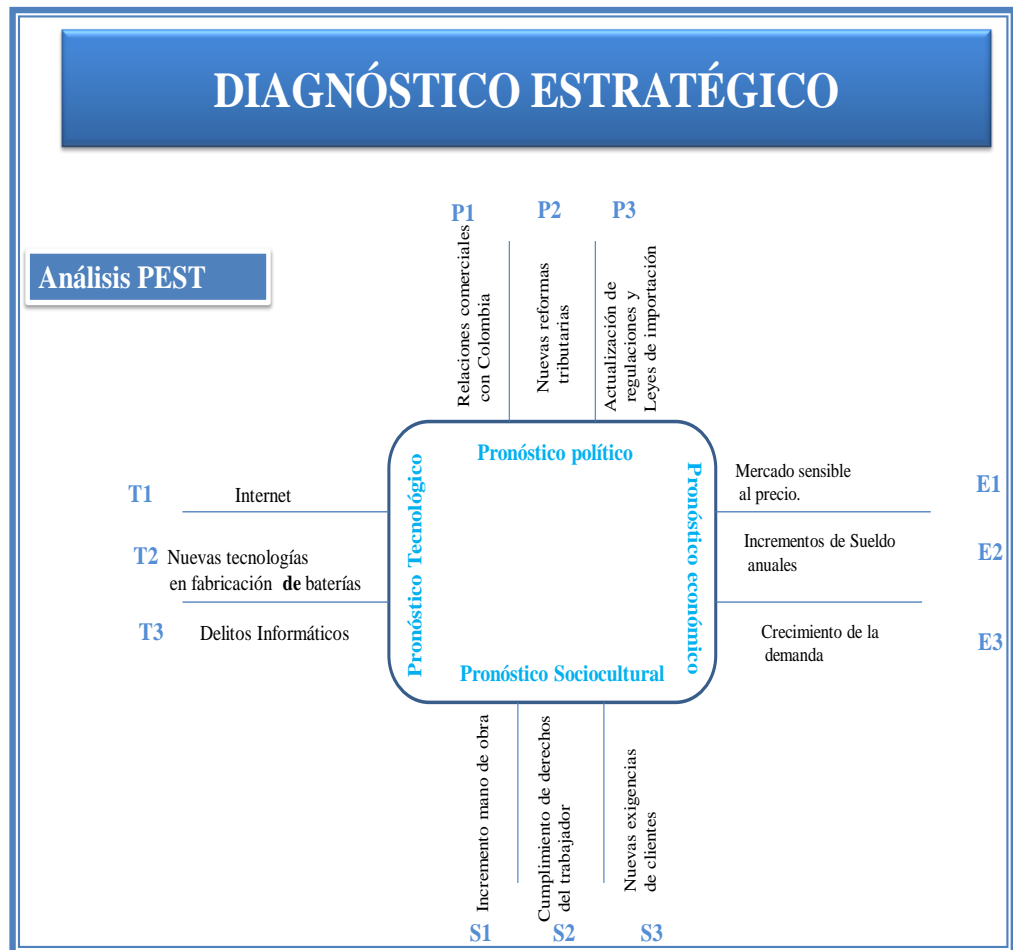 DIAGNÓSTICO ESTRATÉGICO
Análisis PEST
P1
P2
P3
Relaciones comerciales
con Colombia
Nuevas reformas
tributarias
Actualización de
regulaciones y
Leyes de importación
Pronóstico político
Pronóstico Tecnológico
Pronóstico económico
Pronóstico Sociocultural
T1
Internet
T2
Nuevas tecnologías
en fabricación de baterías
T3
Delitos Informáticos
Mercado sensible
al precio.
E1
Incrementos de Sueldo
anuales
E2
Crecimiento de la
demanda
E3
Incremento mano de obra
Cumplimiento de derechos
del trabajador
Nuevas exigencias
de clientes
S1
S2
S3